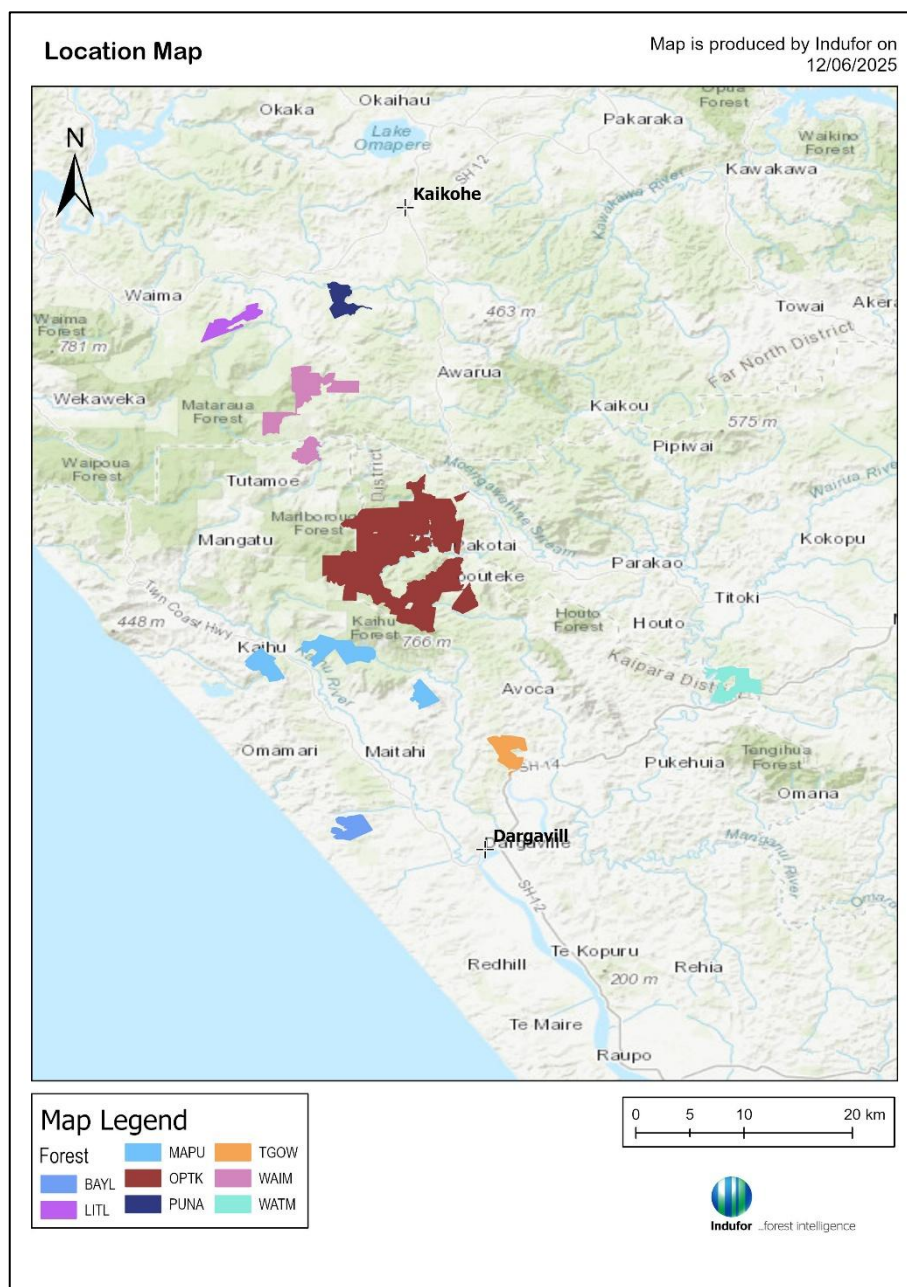 Location Map
Map is produced by Indufor on
12/06/2025
N
Okaka
Okaihau
Opua
Forest
Pakaraka
Lake
Omapere
SH 12
Waikino
Forest
Kawakawa
Kawakawa River
Kaikohe
Waima
Towai
Akera
Waima
Forest
781 m
463 m
Far North District
Awarua
Wekaweka
Mataraua
Forest
Kaikou
575 m
Pipiwai
Waipoua
Forest
Tutamoe
District
Wairua River
Marlborough
Forest
Mangatu
Pakotai
Parakao
Kokopu
Titoki
Twin Coast Hwy
448 m
Kaihu
Kaihu
Forest
766 m
Houto
Forest
Houto
Kaihu River
Kaipara District
Avoca
Omamari
Maitahi
SH 14
Pukehuia
Tangihua
Forest
Omana
Dargavill
Dargaville
Manganui
River
SH12
Te Kopuru
Redhill
200 m
Rehia
Te Maire
Raupo
Map Legend
Forest
BAYL
LITL
MAPU
OPTK
PUNA
TGOW
WAIM
WATM
0 5 10 20 km
Indufor ...forest intelligence